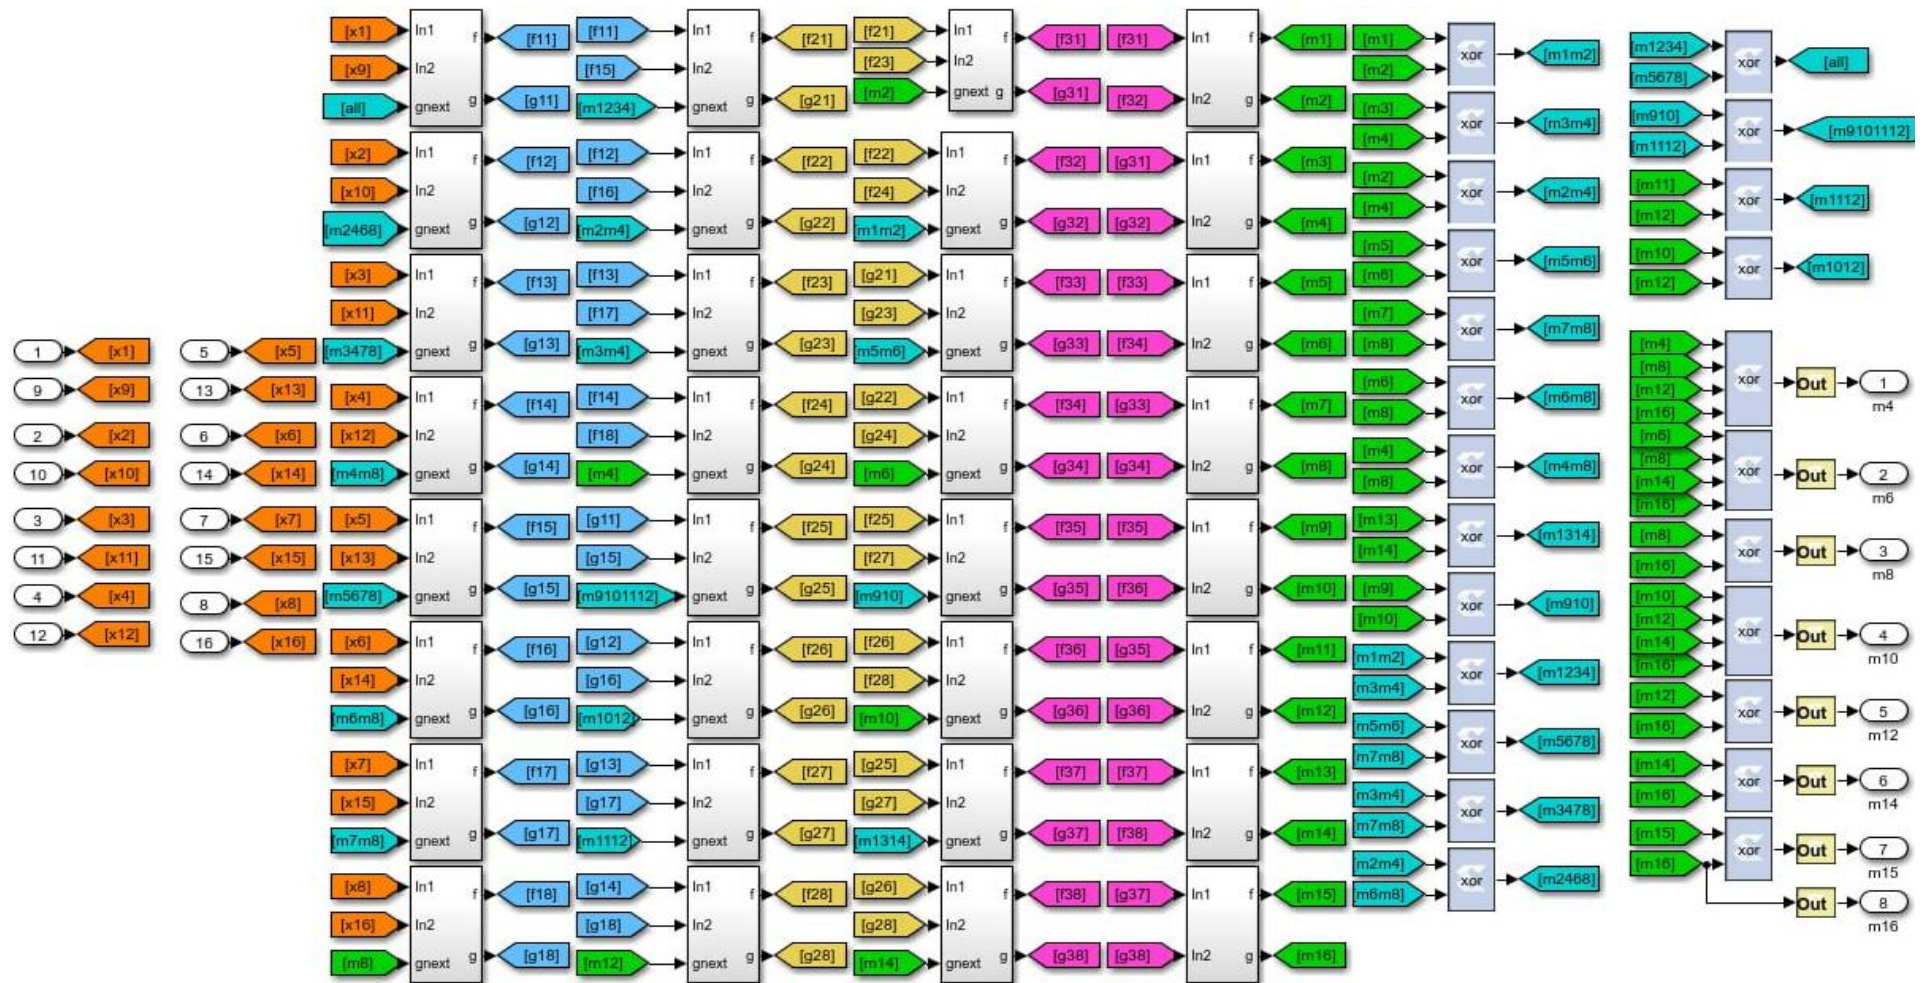 1 [x1]
9 [x9]
2 [x2]
10 [x10]
3 [x3]
11 [x11]
4 [x4]
12 [x12]
5 [x5]
13 [x13]
6 [x6]
14 [x14]
7 [x7]
15 [x15]
8 [x8]
16 [x16]
[x1] In1 f [f11]
[x9] In2
[all] gnext g [g11]
[x2] In1 f [f12]
[x10] In2
[m2468] gnext g [g12]
[x3] In1 f [f13]
[x11] In2
[m3478] gnext g [g13]
[x4] In1 f [f14]
[x12] In2
[m4m8] gnext g [g14]
[x5] In1 f [f15]
[x13] In2
[m5678] gnext g [g15]
[x6] In1 f [f16]
[x14] In2
[m6m8] gnext g [g16]
[x7] In1 f [f17]
[x15] In2
[m7m8] gnext g [g17]
[x8] In1 f [f18]
[x16] In2
[m8] gnext g [g18]
[f11] In1 f [f21]
[f15] In2
[m1234] gnext g [g21]
[f12] In1 f [f22]
[f16] In2
[m2m4] gnext g [g22]
[f13] In1 f [f23]
[f17] In2
[m3m4] gnext g [g23]
[f14] In1 f [f24]
[f18] In2
[m4] gnext g [g24]
[g11] In1 f [f25]
[g15] In2
[m9101112] gnext g [g25]
[g12] In1 f [f26]
[g16] In2
[m1012] gnext g [g26]
[g13] In1 f [f27]
[g17] In2
[m1112] gnext g [g27]
[g14] In1 f [f28]
[g18] In2
[m12] gnext g [g28]
[f21] In1 f [f31]
[f23] In2
[m2] gnext g [g31]
[f22] In1 f [f32]
[f24] In2
[m1m2] gnext g [g32]
[g21] In1 f [f33]
[g23] In2
[m5m6] gnext g [g33]
[g22] In1 f [f34]
[g24] In2
[m6] gnext g [g34]
[f25] In1 f [f35]
[f27] In2
[m910] gnext g [g35]
[f26] In1 f [f36]
[f28] In2
[m10] gnext g [g36]
[g25] In1 f [f37]
[g27] In2
[m1314] gnext g [g37]
[g26] In1 f [f38]
[g28] In2
[m14] gnext g [g38]
[f31] In1 f [m1]
[f32] In2 g [m2]
[g31] In1 f [m3]
[g32] In2 g [m4]
[f33] In1 f [m5]
[f34] In2 g [m6]
[g33] In1 f [m7]
[g34] In2 g [m8]
[f35] In1 f [m9]
[f36] In2 g [m10]
[g35] In1 f [m11]
[g36] In2 g [m12]
[f37] In1 f [m13]
[f38] In2 g [m14]
[g37] In1 f [m15]
[g38] In2 g [m16]
[m1] xor [m1m2]
[m2]
[m3] xor [m3m4]
[m4]
[m2] xor [m2m4]
[m4]
[m5] xor [m5m6]
[m6]
[m7] xor [m7m8]
[m8]
[m6] xor [m6m8]
[m8]
[m4] xor [m4m8]
[m8]
[m13] xor [m1314]
[m14]
[m9] xor [m910]
[m10]
[m1m2] xor [m1234]
[m3m4]
[m5m6] xor [m5678]
[m7m8]
[m3m4] xor [m3478]
[m7m8]
[m2m4] xor [m2468]
[m6m8]
[m1234] xor [all]
[m5678]
[m910] xor [m9101112]
[m1112]
[m11] xor [m1112]
[m12]
[m10] xor [m1012]
[m12]
[m4]
[m8] xor Out 1
[m12] m4
[m16]
[m6]
[m8] xor Out 2
[m14] m6
[m16]
[m8] xor Out 3
[m16] m8
[m10]
[m12] xor Out 4
[m14] m10
[m16]
[m12] xor Out 5
[m16] m12
[m14] xor Out 6
[m16] m14
[m15] xor Out 7
[m16] m15
Out 8
m16